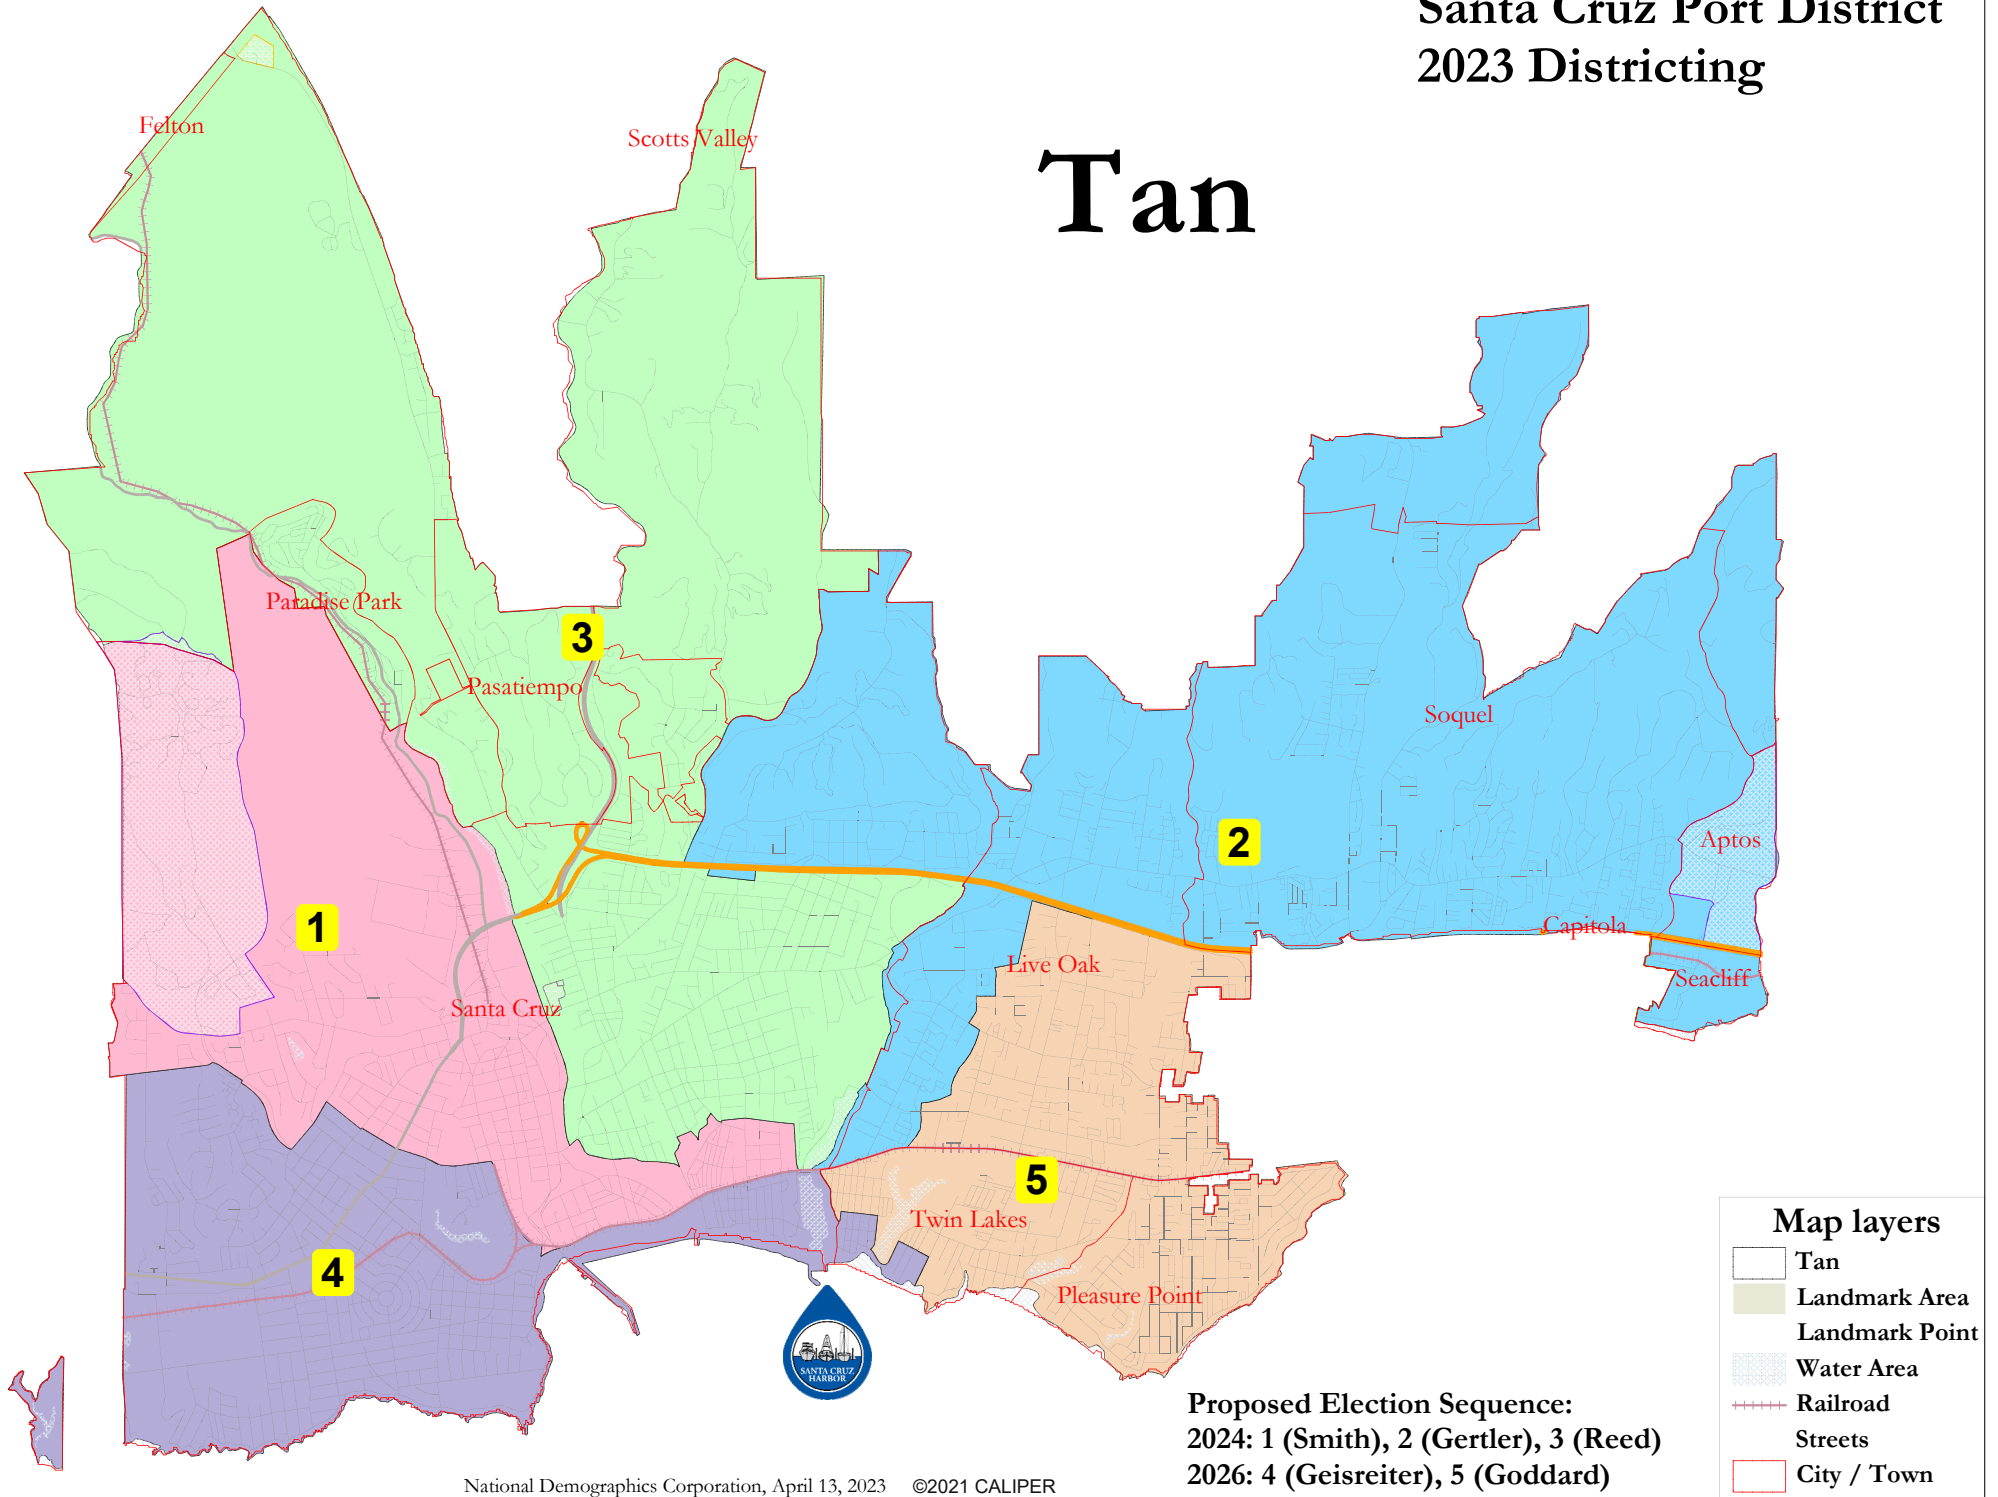 Santa Cruz Port District
2023 Districting
Tan
Felton
Scotts Valley
Paradise Park
3
Pasatiempo
Soquel
2
Aptos
1
Capitola
Live Oak
Seacliff
Santa Cruz
5
Twin Lakes
4
Pleasure Point
SANTA CRUZ
HARBOR
Map layers
Tan
Landmark Area
Landmark Point
Water Area
Railroad
Streets
City / Town
Proposed Election Sequence:
2024: 1 (Smith), 2 (Gertler), 3 (Reed)
2026: 4 (Geisreiter), 5 (Goddard)
National Demographics Corporation, April 13, 2023 ©2021 CALIPER